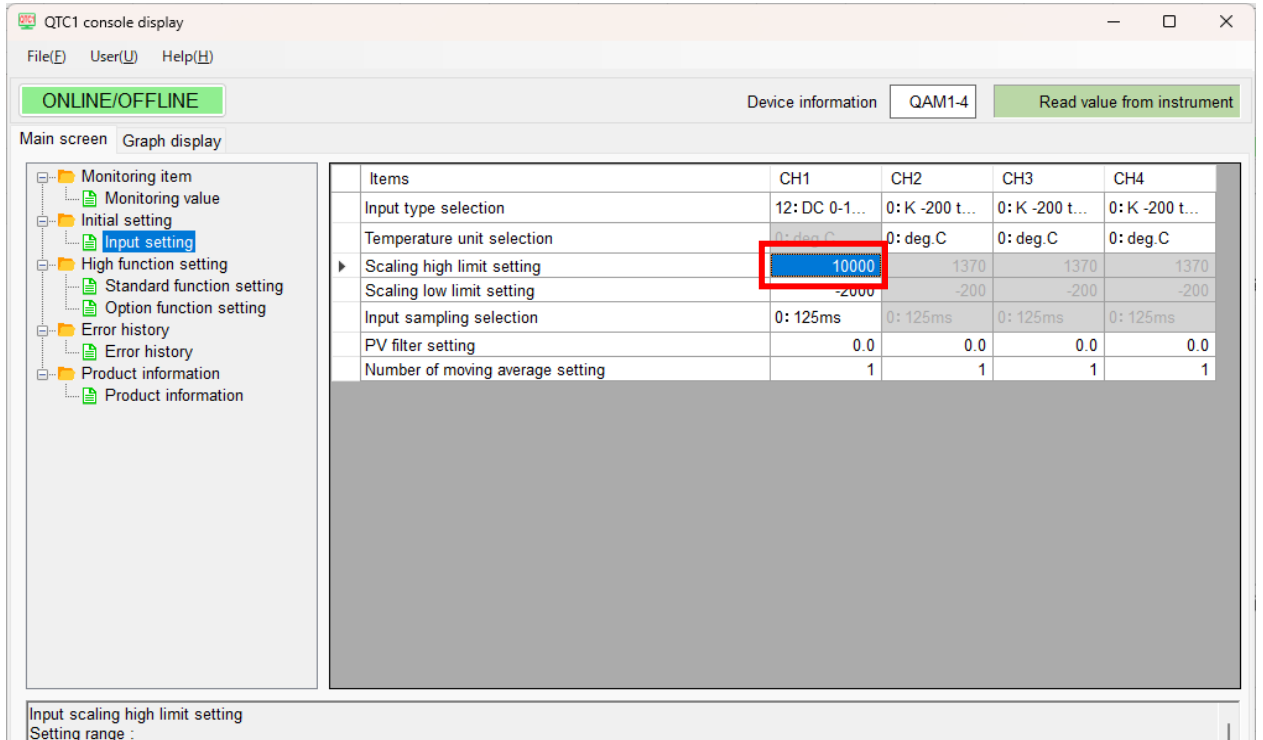 QTC1 console display
File(F) User(U) Help(H)
ONLINE/OFFLINE
Device information QAM1-4 Read value from instrument
Main screen Graph display
Monitoring item
Monitoring value
Initial setting
Input setting
High function setting
Standard function setting
Option function setting
Error history
Error history
Product information
Product information
Items CH1 CH2 CH3 CH4
Input type selection 12: DC 0-1... 0: K -200 t... 0: K -200 t... 0: K -200 t...
Temperature unit selection 0: deg.C 0: deg.C 0: deg.C 0: deg.C
Scaling high limit setting 10000 1370 1370 1370
Scaling low limit setting -2000 -200 -200 -200
Input sampling selection 0: 125ms 0: 125ms 0: 125ms 0: 125ms
PV filter setting 0.0 0.0 0.0 0.0
Number of moving average setting 1 1 1 1
Input scaling high limit setting
Setting range :